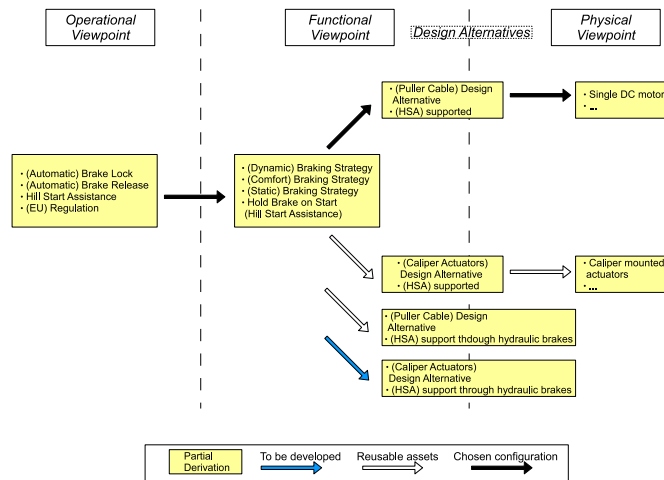 Operational
Viewpoint
Functional
Viewpoint
Design Alternatives
Physical
Viewpoint
• (Puller Cable) Design
Alternative
• (HSA) supported
• Single DC motor
• ...
• (Automatic) Brake Lock
• (Automatic) Brake Release
• Hill Start Assistance
• (EU) Regulation
• (Dynamic) Braking Strategy
• (Comfort) Braking Strategy
• (Static) Braking Strategy
• Hold Brake on Start
(Hill Start Assistance)
• (Caliper Actuators)
Design Alternative
• (HSA) supported
• Caliper mounted
actuators
• ...
• (Puller Cable) Design
Alternative
• (HSA) support thdough hydraulic brakes
• (Caliper Actuators)
Design Alternative
• (HSA) support through hydraulic brakes
Partial
Derivation
To be developed
Reusable assets
Chosen configuration